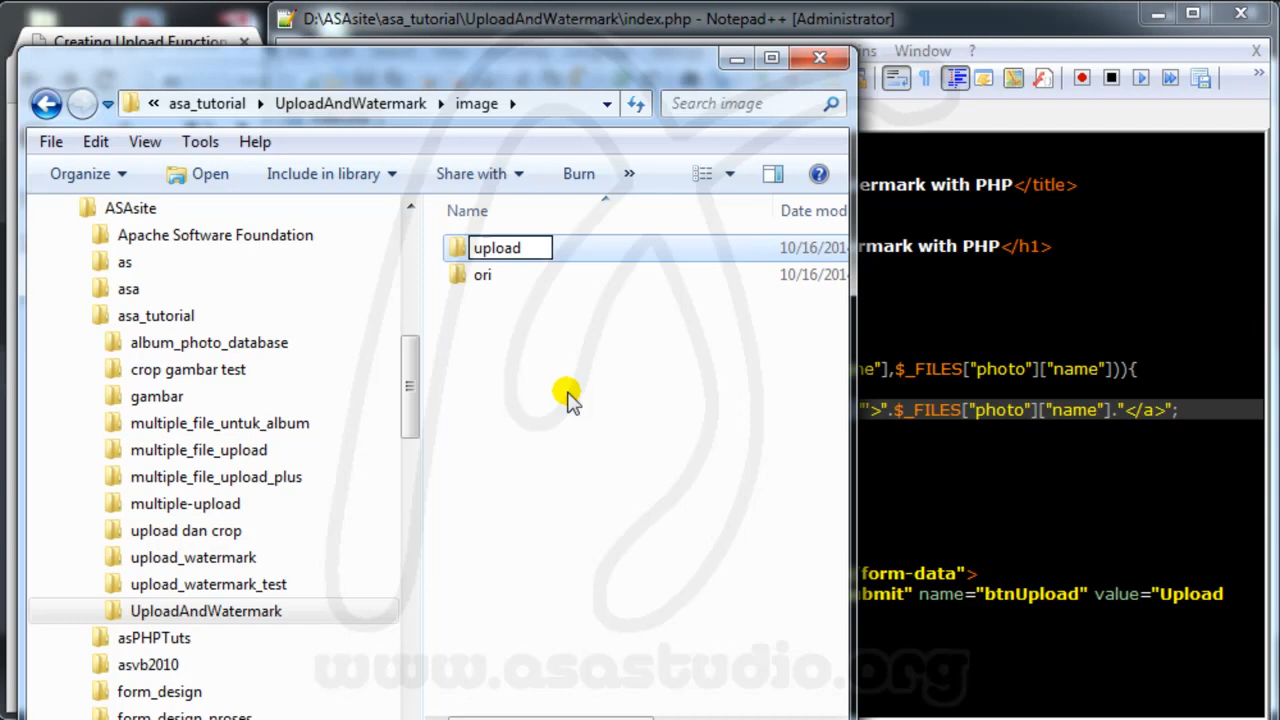 D:\ASAsite\asa_tutorial\UploadAndWatermark\index.php - Notepad++ [Administrator]
Creating Upload Function
Window ?
X
« asa_tutorial UploadAndWatermark image
Search image
File Edit View Tools Help
Organize Open Include in library Share with Burn »
Name Date mod
ASAsite
Apache Software Foundation
as
asa
asa_tutorial
album_photo_database
crop gambar test
gambar
multiple_file_untuk_album
multiple_file_upload
multiple_file_upload_plus
multiple-upload
upload dan crop
upload_watermark
upload_watermark_test
UploadAndWatermark
asPHPTuts
asvb2010
form_design
form_design_proses
upload 10/16/201
ori 10/16/201
ermark with PHP</title>
ermark with PHP</h1>
e"],$_FILES["photo"]["name"])){
"'>".$_FILES["photo"]["name"]."</a>";
form-data">
bmit" name="btnUpload" value="Upload
www.asastudio.org